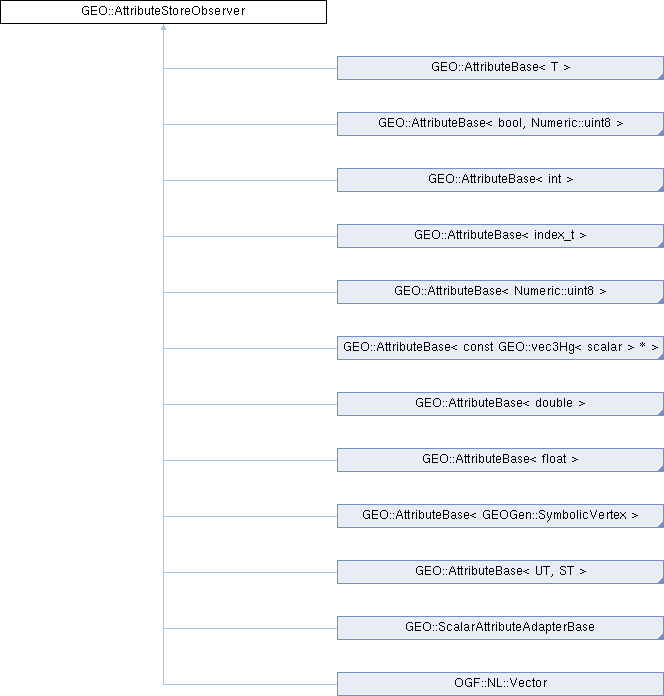 GEO::AttributeStoreObserver
GEO::AttributeBase< T >
GEO::AttributeBase< bool, Numeric::uint8 >
GEO::AttributeBase< int >
GEO::AttributeBase< index_t >
GEO::AttributeBase< Numeric::uint8 >
GEO::AttributeBase< const GEO::vec3Hg< scalar > * >
GEO::AttributeBase< double >
GEO::AttributeBase< float >
GEO::AttributeBase< GEOGen::SymbolicVertex >
GEO::AttributeBase< UT, ST >
GEO::ScalarAttributeAdapterBase
OGF::NL::Vector